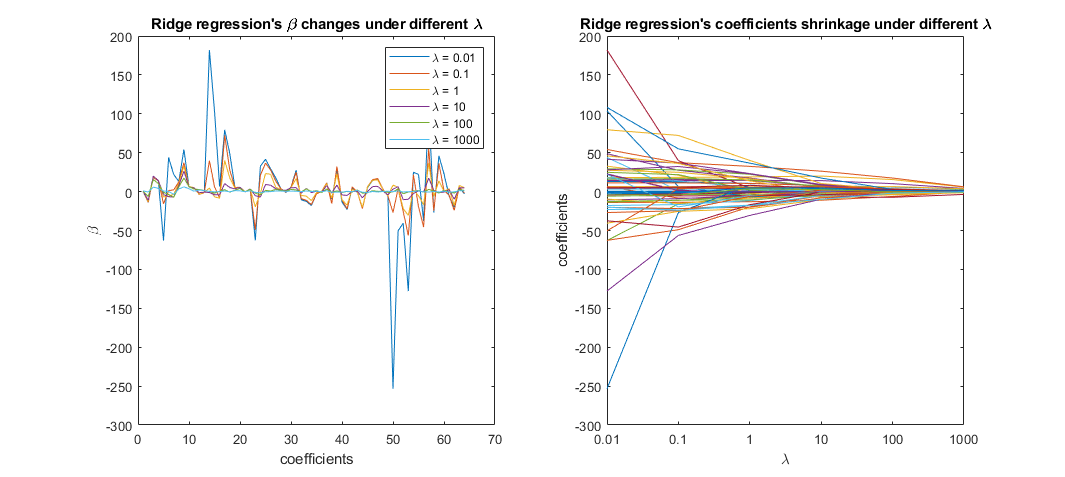 Ridge regression's β changes under different λ
200
150
100
50
0
-50
-100
-150
-200
-250
-300
β
0 10 20 30 40 50 60 70
coefficients
λ = 0.01
λ = 0.1
λ = 1
λ = 10
λ = 100
λ = 1000
Ridge regression's coefficients shrinkage under different λ
200
150
100
50
0
-50
-100
-150
-200
-250
-300
coefficients
0.01 0.1 1 10 100 1000
λ